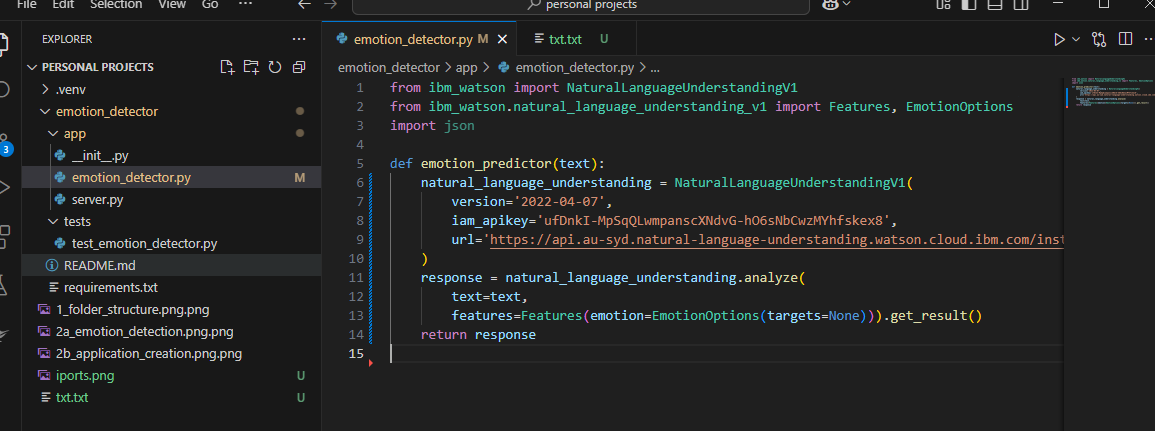 File Edit Selection View Go ··· personal projects
EXPLORER ···
PERSONAL PROJECTS
.venv
emotion_detector
app
__init__.py
emotion_detector.py M
server.py
tests
test_emotion_detector.py
README.md
requirements.txt
1_folder_structure.png.png
2a_emotion_detection.png.png
2b_application_creation.png.png
iports.png U
txt.txt U
3
emotion_detector.py M txt.txt U
emotion_detector > app > emotion_detector.py > ...
1 from ibm_watson import NaturalLanguageUnderstandingV1
2 from ibm_watson.natural_language_understanding_v1 import Features, EmotionOptions
3 import json
4
5 def emotion_predictor(text):
6 natural_language_understanding = NaturalLanguageUnderstandingV1(
7 version='2022-04-07',
8 iam_apikey='ufDnkI-MpSqQLwmpanscXNdvG-hO6sNbCwzMYhfskex8',
9 url='https://api.au-syd.natural-language-understanding.watson.cloud.ibm.com/inst
10 )
11 response = natural_language_understanding.analyze(
12 text=text,
13 features=Features(emotion=EmotionOptions(targets=None))).get_result()
14 return response
15